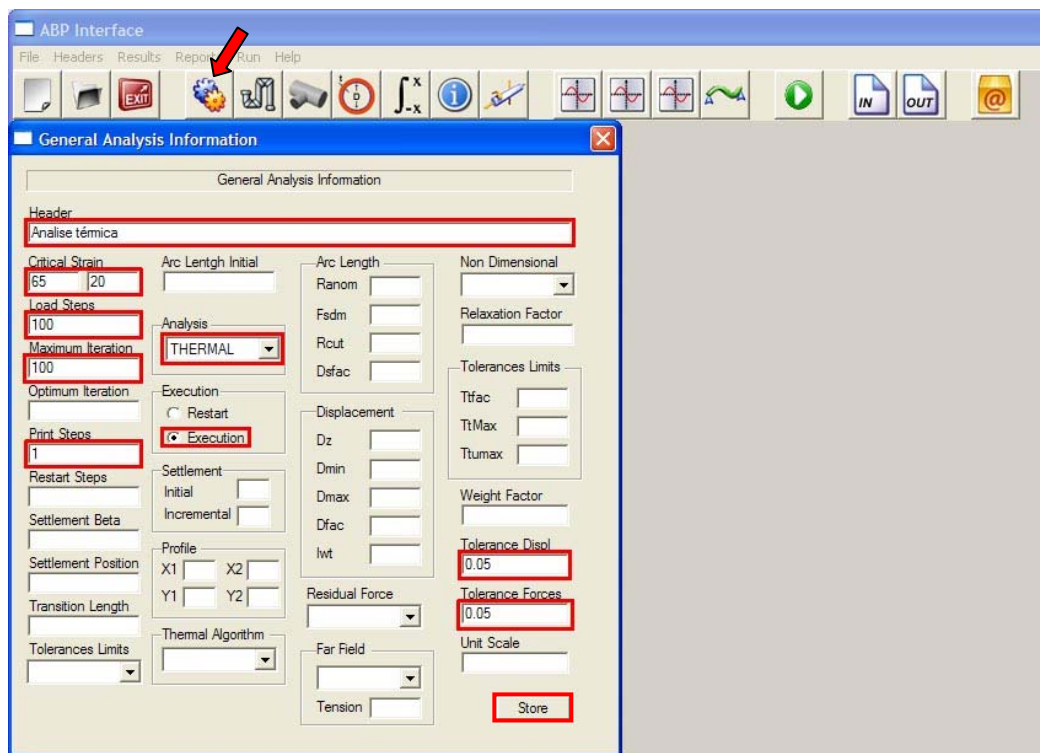 ABP Interface
File Headers Results Report Run Help
EXIT
IN
OUT
@
General Analysis Information
General Analysis Information
Header
Analise térmica
Critical Strain
65 20
Load Steps
100
Maximum Iteration
100
Optimum Iteration
Print Steps
1
Restart Steps
Settlement Beta
Settlement Position
Transition Length
Tolerances Limits
Arc Lentgh Initial
Analysis
THERMAL
Execution
Restart
Execution
Settlement
Initial
Incremental
Profile
X1 X2
Y1 Y2
Thermal Algorithm
Arc Length
Ranom
Fsdm
Rcut
Dsfac
Displacement
Dz
Dmin
Dmax
Dfac
Iwt
Residual Force
Far Field
Tension
Non Dimensional
Relaxation Factor
Tolerances Limits
Ttfac
TtMax
Ttumax
Weight Factor
Tolerance Displ
0.05
Tolerance Forces
0.05
Unit Scale
Store